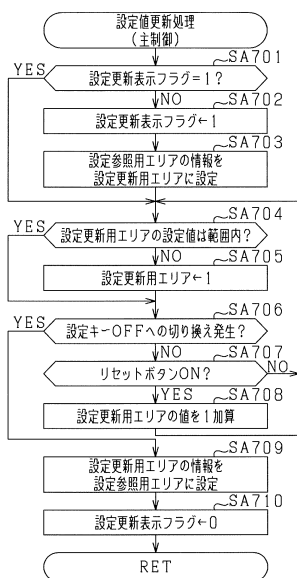 設定値更新処理
(主制御)
SA701
YES
設定更新表示フラグ=1?
NO
SA702
設定更新表示フラグ←1
SA703
設定参照用エリアの情報を
設定更新用エリアに設定
SA704
YES
設定更新用エリアの設定値は範囲内?
NO
SA705
設定更新用エリア←1
SA706
YES
設定キーOFFへの切り換え発生?
NO
SA707
リセットボタンON?
NO
YES
SA708
設定更新用エリアの値を1加算
SA709
設定更新用エリアの情報を
設定参照用エリアに設定
SA710
設定更新表示フラグ←0
RET